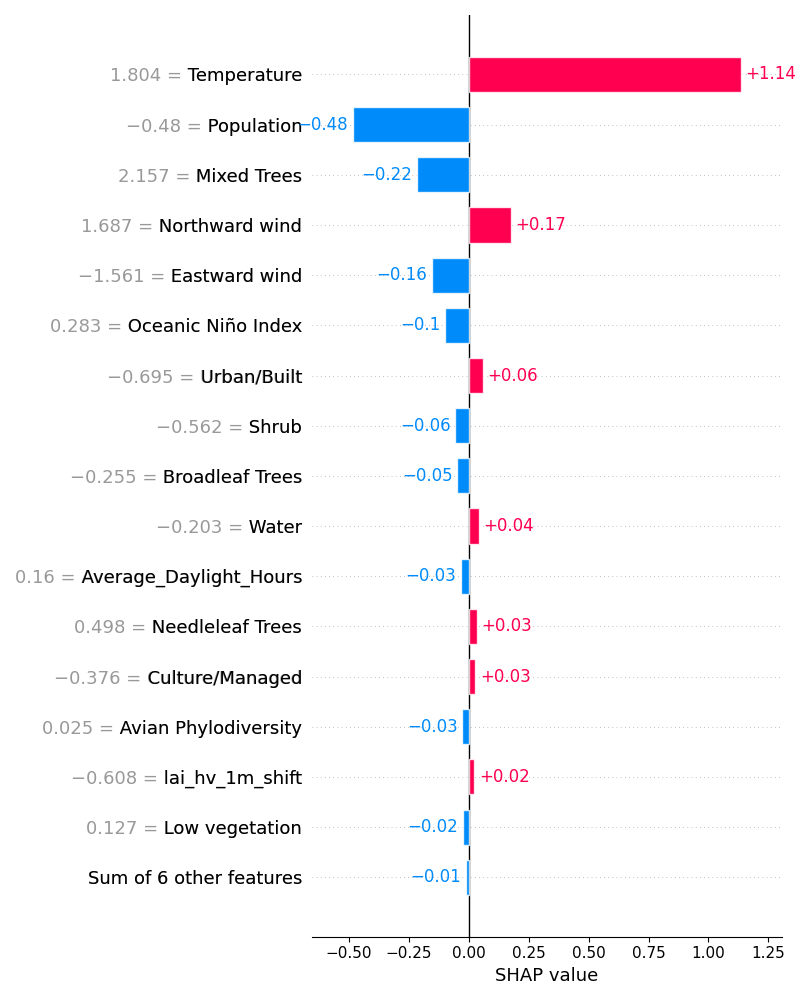 1.804 = Temperature +1.14
−0.48 = Population −0.48
2.157 = Mixed Trees −0.22
1.687 = Northward wind +0.17
−1.561 = Eastward wind −0.16
0.283 = Oceanic Niño Index −0.1
−0.695 = Urban/Built +0.06
−0.562 = Shrub −0.06
−0.255 = Broadleaf Trees −0.05
−0.203 = Water +0.04
0.16 = Average_Daylight_Hours −0.03
0.498 = Needleleaf Trees +0.03
−0.376 = Culture/Managed +0.03
0.025 = Avian Phylodiversity −0.03
−0.608 = lai_hv_1m_shift +0.02
0.127 = Low vegetation −0.02
Sum of 6 other features −0.01
−0.50 −0.25 0.00 0.25 0.50 0.75 1.00 1.25
SHAP value